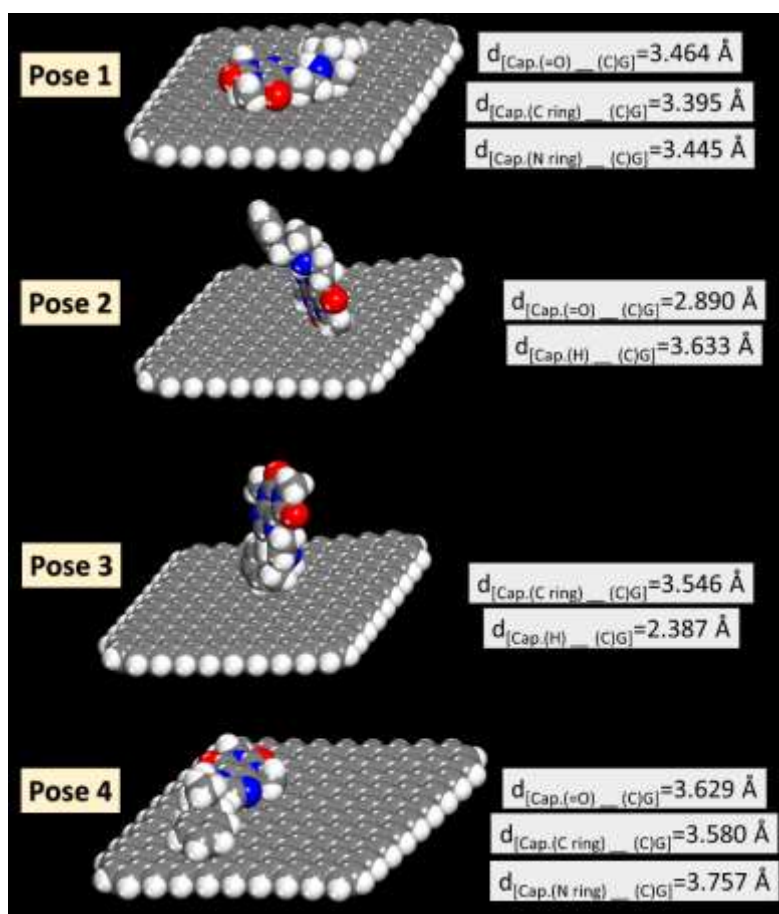 Pose 1
d[Cap.(=O) __ (C)G]=3.464 Å
d[Cap.(C ring) __ (C)G]=3.395 Å
d[Cap.(N ring) __ (C)G]=3.445 Å
Pose 2
d[Cap.(=O) __ (C)G]=2.890 Å
d[Cap.(H) __ (C)G]=3.633 Å
Pose 3
d[Cap.(C ring) __ (C)G]=3.546 Å
d[Cap.(H) __ (C)G]=2.387 Å
Pose 4
d[Cap.(=O) __ (C)G]=3.629 Å
d[Cap.(C ring) __ (C)G]=3.580 Å
d[Cap.(N ring) __ (C)G]=3.757 Å